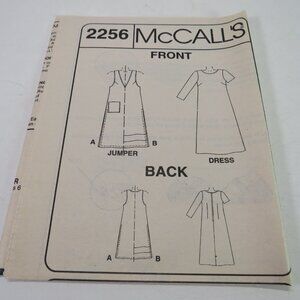 2256 McCALL'S
FRONT
A B
JUMPER DRESS
BACK
A B